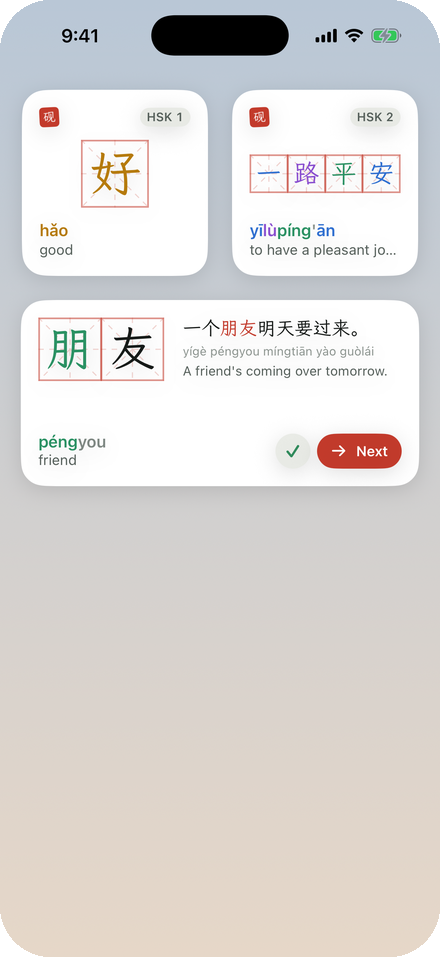 9:41
砚
HSK 1
好
hǎo
good
砚
HSK 2
一路平安
yīlùpíng'ān
to have a pleasant jo...
朋友
一个朋友明天要过来。
yígè péngyou míngtiān yào guòlái
A friend's coming over tomorrow.
péngyou
friend
Next